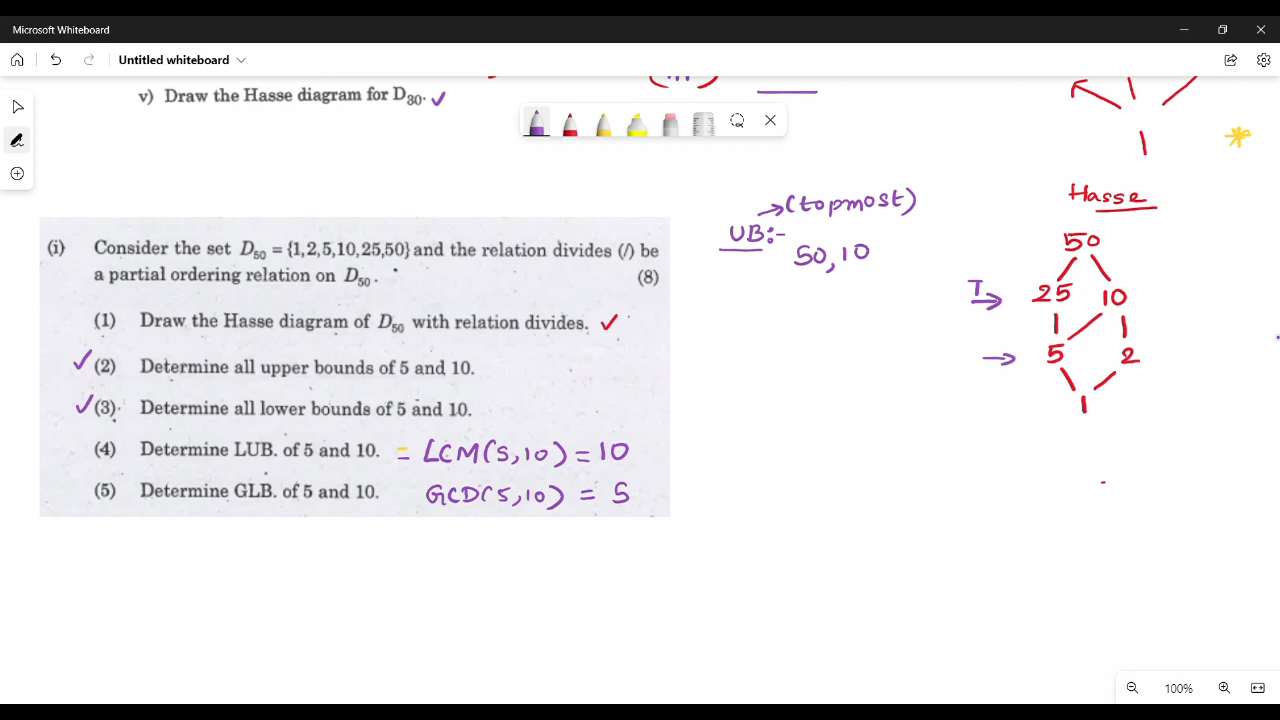 Microsoft Whiteboard
Untitled whiteboard
v) Draw the Hasse diagram for D30.
(topmost)
UB:-
50, 10
Hasse
50
25 10
5 2
1
1
T
(i) Consider the set D50 = {1,2,5,10,25,50} and the relation divides (/) be
a partial ordering relation on D50.
(8)
(1) Draw the Hasse diagram of D50 with relation divides.
(2) Determine all upper bounds of 5 and 10.
(3) Determine all lower bounds of 5 and 10.
(4) Determine LUB. of 5 and 10. = LCM(5,10) = 10
(5) Determine GLB. of 5 and 10. GCD(5,10) = 5
100%